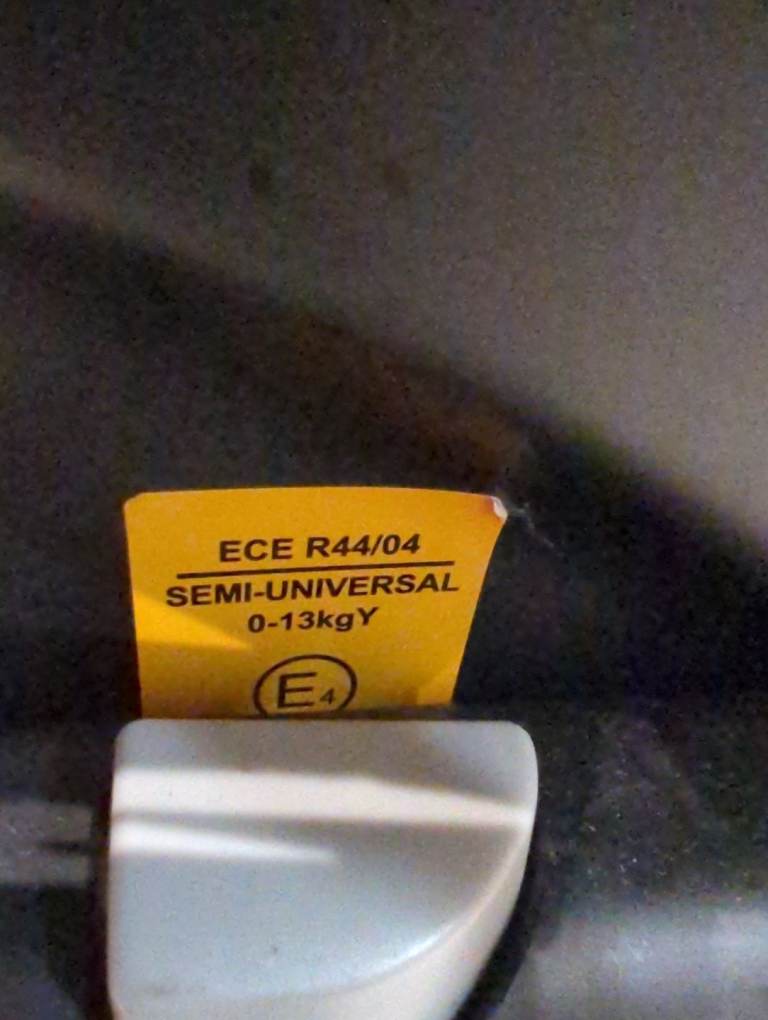 ECE R44/04
SEMI-UNIVERSAL
0-13kgY
E4